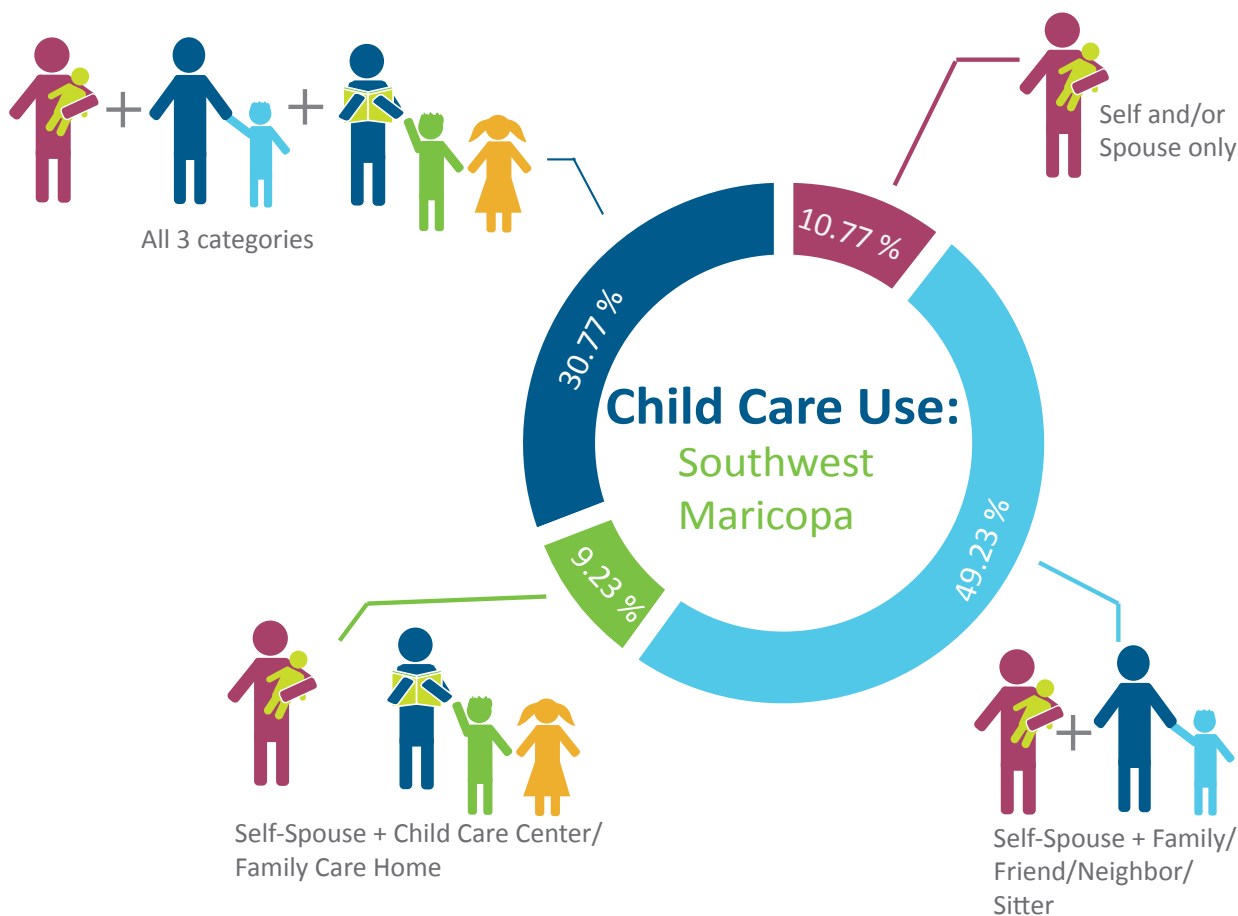 All 3 categories
Self and/or
Spouse only
10.77 %
30.77 %
Child Care Use:
Southwest
Maricopa
49.23 %
9.23 %
Self-Spouse + Child Care Center/
Family Care Home
Self-Spouse + Family/
Friend/Neighbor/
Sitter